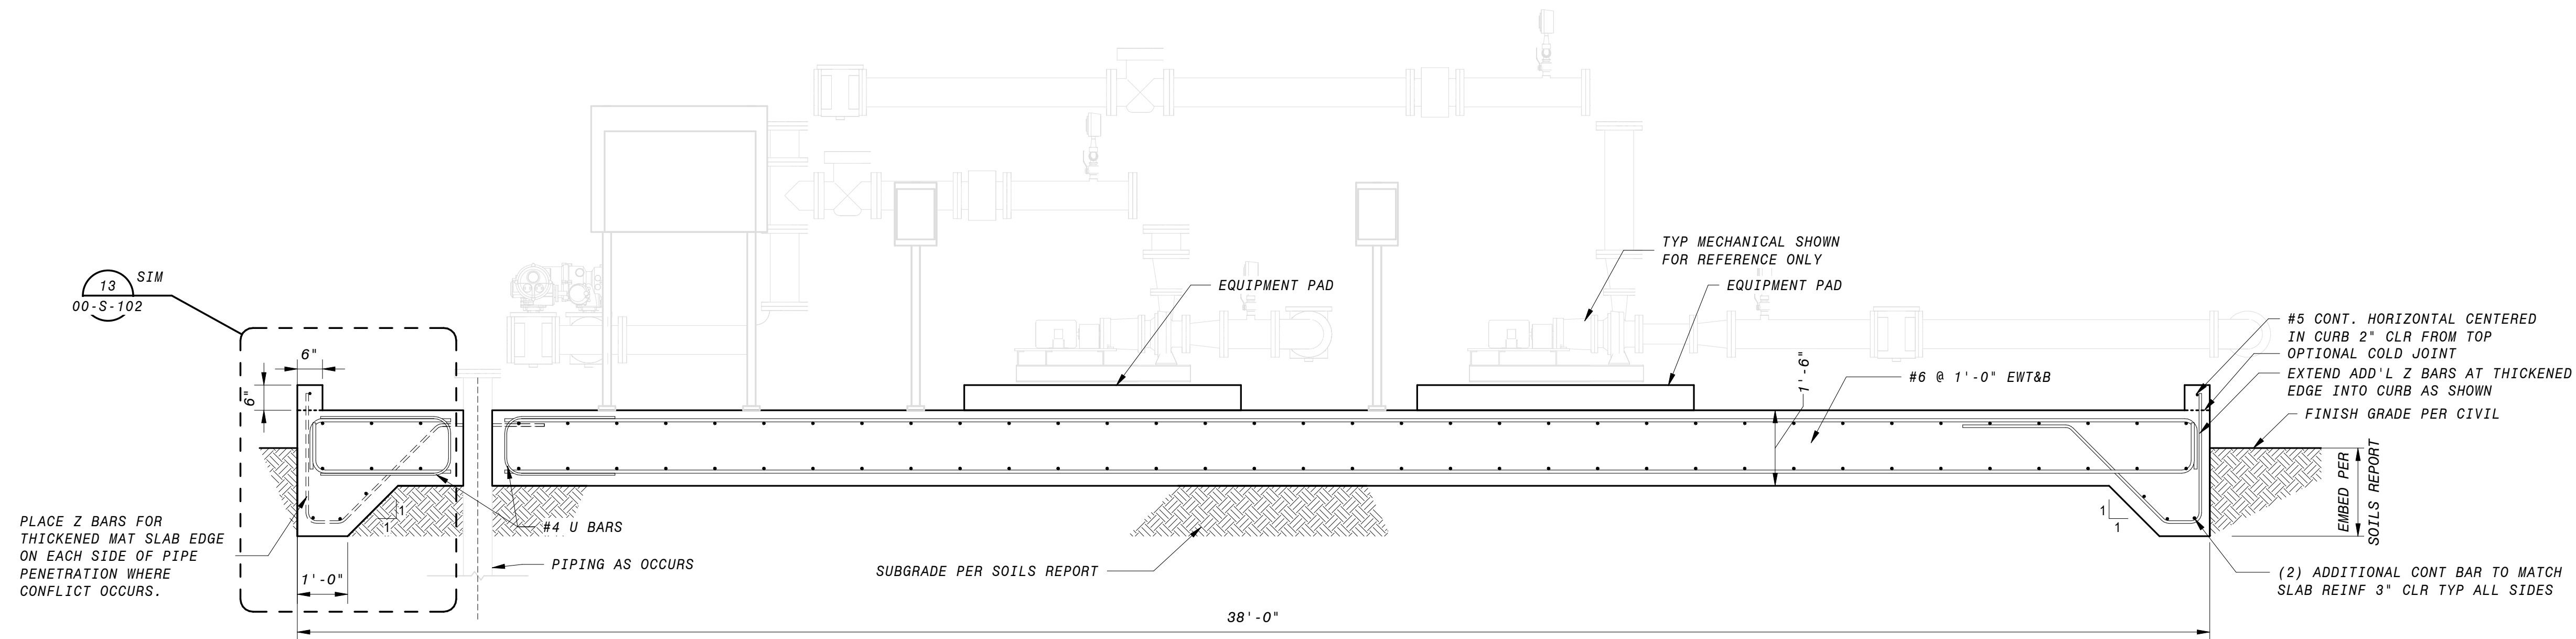 13
SIM
00-S-102
6"
6"
PLACE Z BARS FOR
THICKENED MAT SLAB EDGE
ON EACH SIDE OF PIPE
PENETRATION WHERE
CONFLICT OCCURS.
1'-0"
1
1
#4 U BARS
PIPING AS OCCURS
SUBGRADE PER SOILS REPORT
38'-0"
EQUIPMENT PAD
TYP MECHANICAL SHOWN
FOR REFERENCE ONLY
EQUIPMENT PAD
1'-6"
#6 @ 1'-0" EWT&B
#5 CONT. HORIZONTAL CENTERED
IN CURB 2" CLR FROM TOP
OPTIONAL COLD JOINT
EXTEND ADD'L Z BARS AT THICKENED
EDGE INTO CURB AS SHOWN
FINISH GRADE PER CIVIL
EMBED PER
SOILS REPORT
1
1
(2) ADDITIONAL CONT BAR TO MATCH
SLAB REINF 3" CLR TYP ALL SIDES